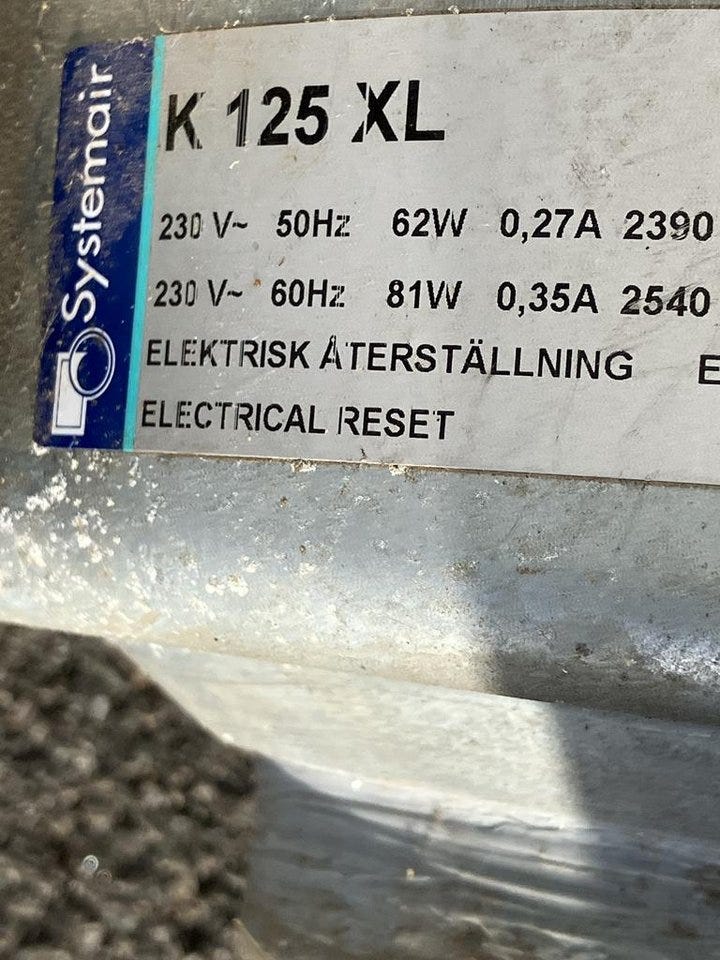 Systemair
K 125 XL
230 V~ 50Hz 62W 0,27A 2390
230 V~ 60Hz 81W 0,35A 2540
ELEKTRISK ÅTERSTÄLLNING E
ELECTRICAL RESET